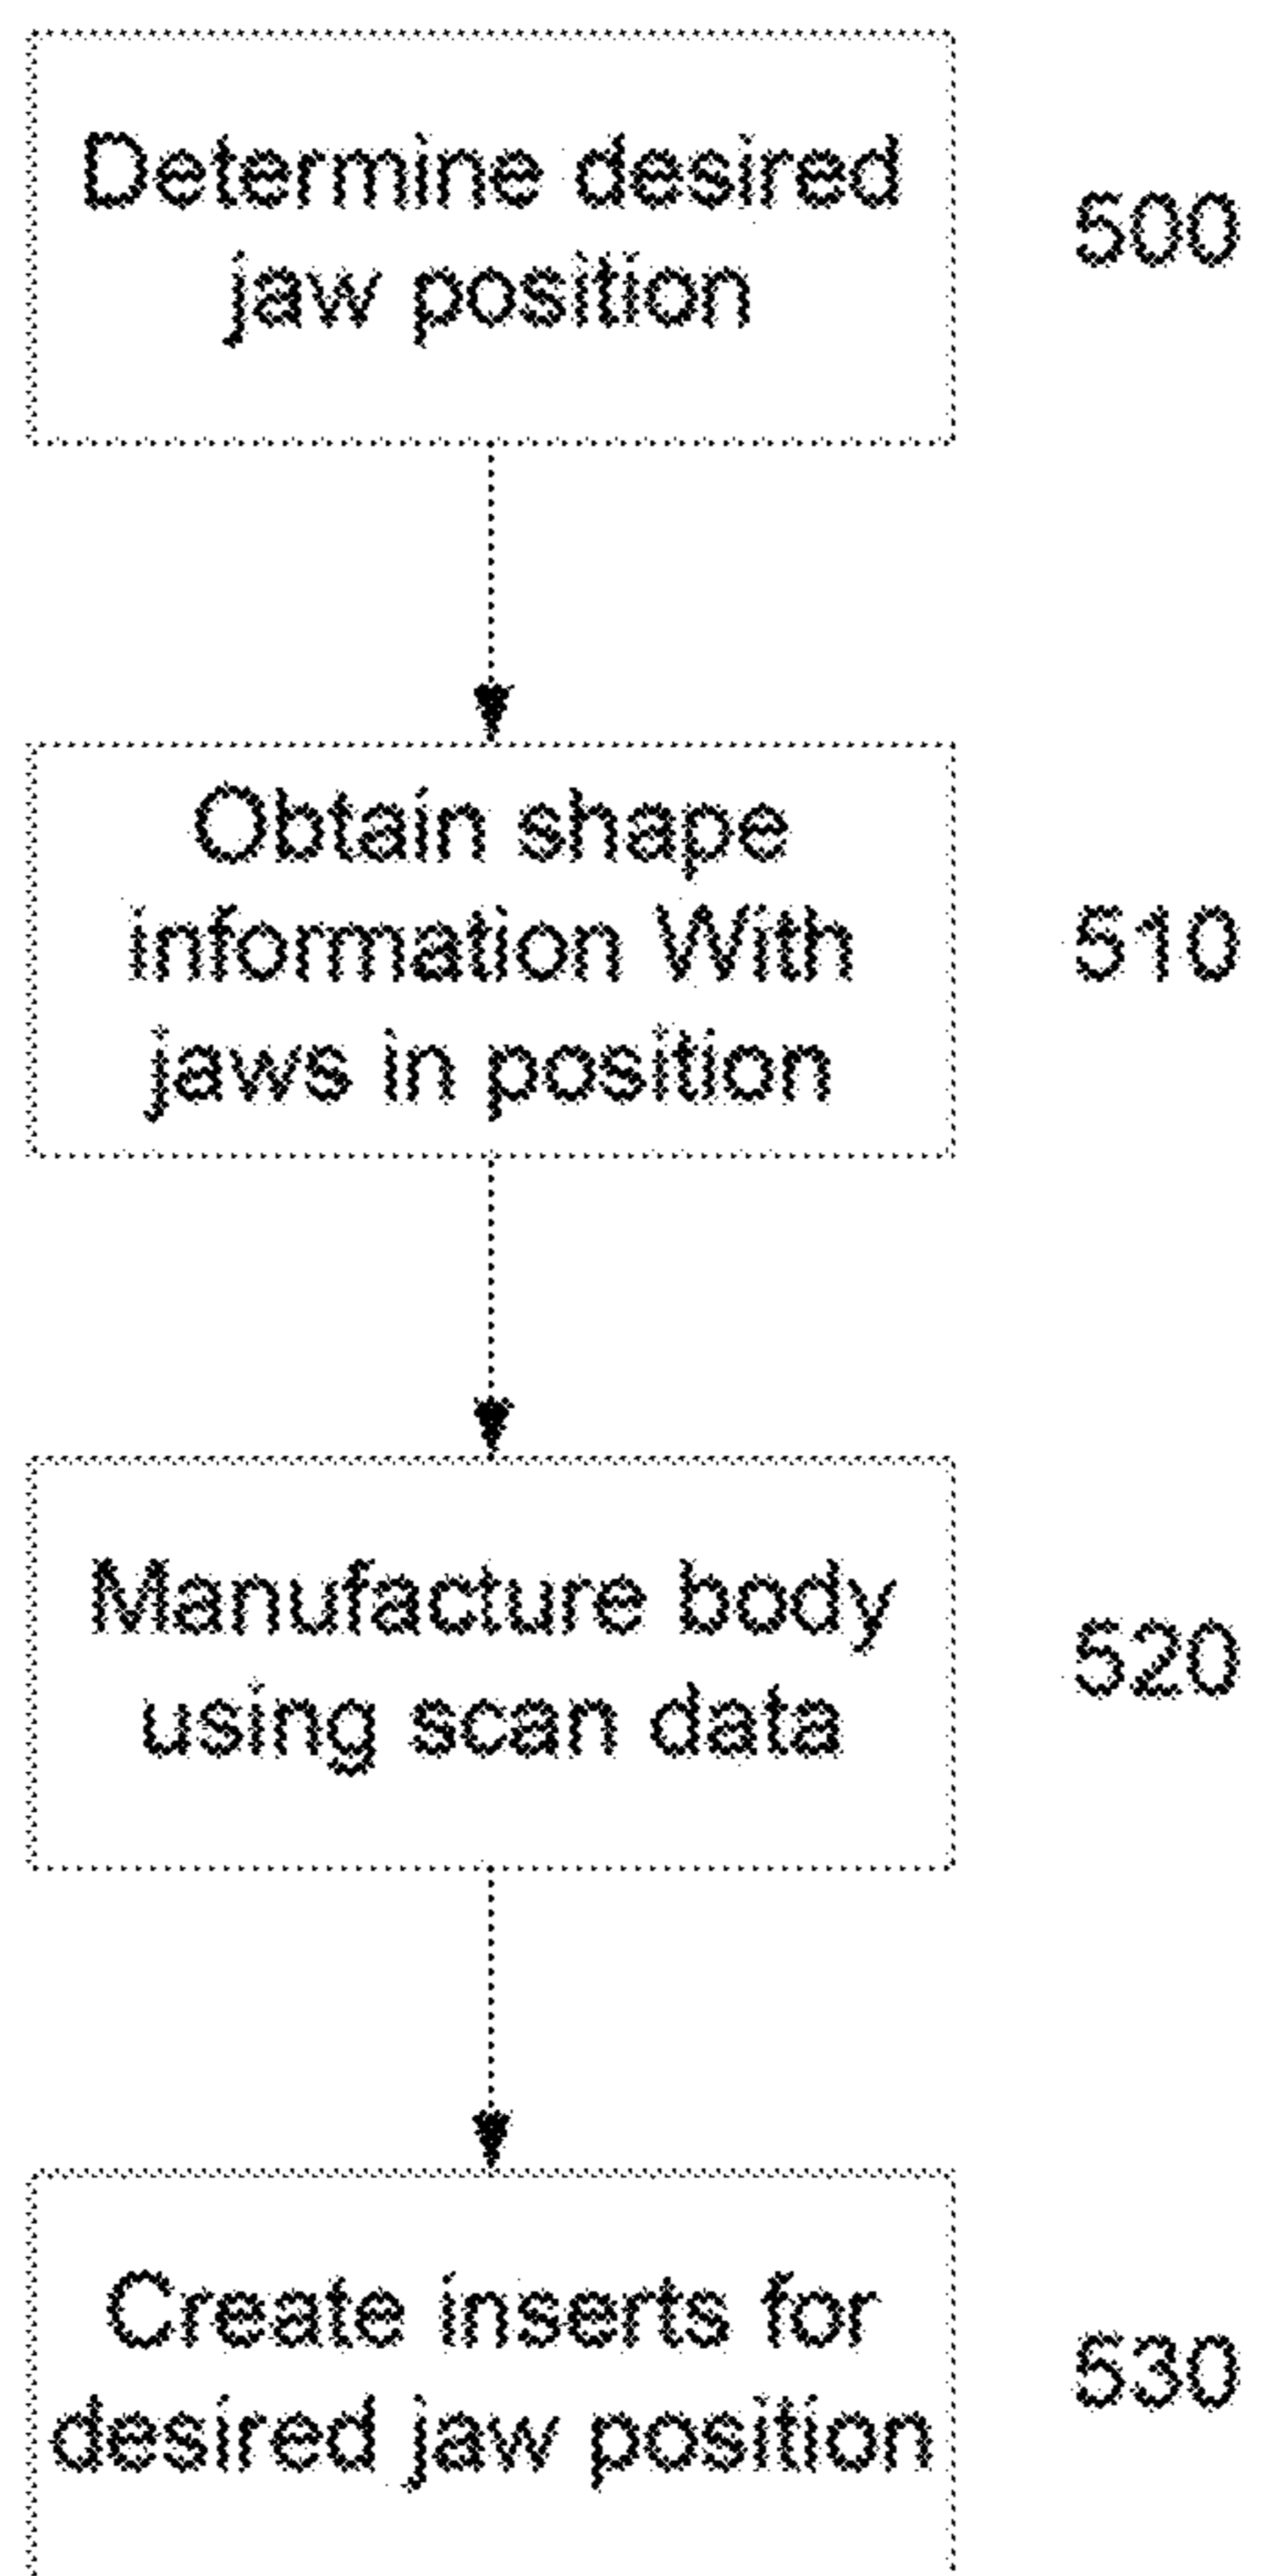 Determine desired
jaw position
500
Obtain shape
information With
jaws in position
510
Manufacture body
using scan data
520
Create inserts for
desired jaw position
530